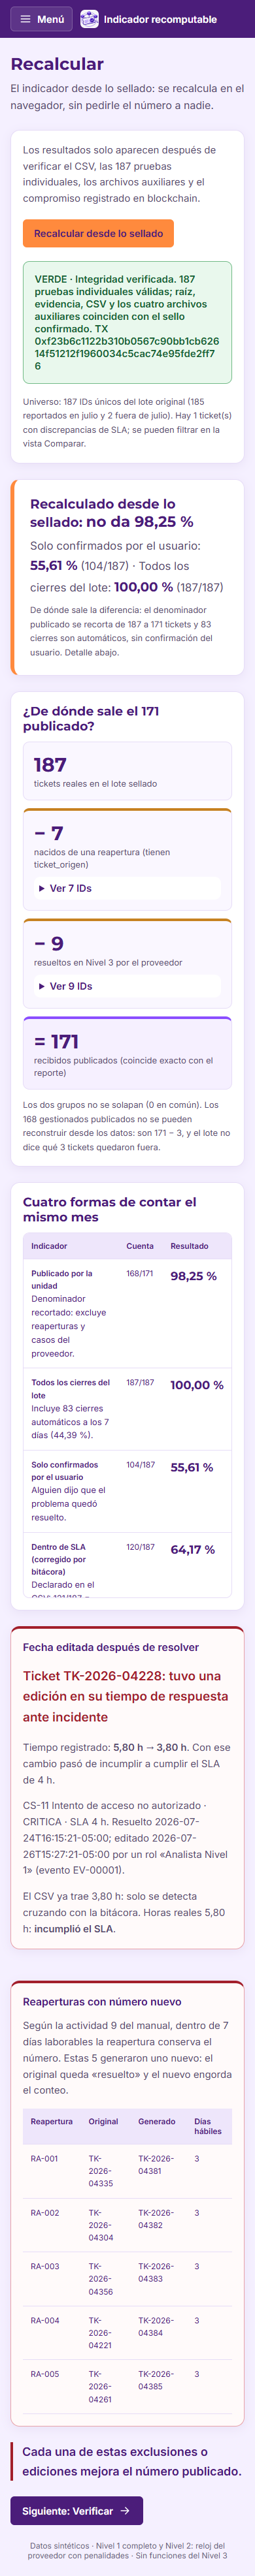 Menú
Indicador recomputable
Recalcular
El indicador desde lo sellado: se recalcula en el
navegador, sin pedirle el número a nadie.
Los resultados solo aparecen después de
verificar el CSV, las 187 pruebas
individuales, los archivos auxiliares y el
compromiso registrado en blockchain.
Recalcular desde lo sellado
VERDE · Integridad verificada. 187
pruebas individuales válidas; raíz,
evidencia, CSV y los cuatro archivos
auxiliares coinciden con el sello
confirmado. TX
0xf23b6c1122b310b0567c90bb1cb626
14f51212f1960034c5cac74e95fde2ff7
6
Universo: 187 IDs únicos del lote original (185
reportados en julio y 2 fuera de julio). Hay 1 ticket(s)
con discrepancias de SLA; se pueden filtrar en la
vista Comparar.
Recalculado desde lo
sellado: no da 98,25 %
Solo confirmados por el usuario:
55,61 % (104/187) · Todos los
cierres del lote: 100,00 % (187/187)
De dónde sale la diferencia: el denominador
publicado se recorta de 187 a 171 tickets y 83
cierres son automáticos, sin confirmación del
usuario. Detalle abajo.
¿De dónde sale el 171
publicado?
187
tickets reales en el lote sellado
− 7
nacidos de una reapertura (tienen
ticket_origen)
▶ Ver 7 IDs
− 9
resueltos en Nivel 3 por el proveedor
▶ Ver 9 IDs
= 171
recibidos publicados (coincide exacto con el
reporte)
Los dos grupos no se solapan (0 en común). Los
168 gestionados publicados no se pueden
reconstruir desde los datos: son 171 − 3, y el lote no
dice qué 3 tickets quedaron fuera.
Cuatro formas de contar el
mismo mes
Indicador Cuenta Resultado
Publicado por la 168/171 98,25 %
unidad
Denominador
recortado: excluye
reaperturas y
casos del
proveedor.
Todos los cierres del 187/187 100,00 %
lote
Incluye 83 cierres
automáticos a los 7
días (44,39 %).
Solo confirmados 104/187 55,61 %
por el usuario
Alguien dijo que el
problema quedó
resuelto.
Dentro de SLA 120/187 64,17 %
(corregido por
bitácora)
Declarado en el
Fecha editada después de resolver
Ticket TK-2026-04228: tuvo una
edición en su tiempo de respuesta
ante incidente
Tiempo registrado: 5,80 h → 3,80 h. Con ese
cambio pasó de incumplir a cumplir el SLA
de 4 h.
CS-11 Intento de acceso no autorizado ·
CRITICA · SLA 4 h. Resuelto 2026-07-
24T16:15:21-05:00; editado 2026-07-
26T15:27:21-05:00 por un rol «Analista Nivel
1» (evento EV-00001).
El CSV ya trae 3,80 h: solo se detecta
cruzando con la bitácora. Horas reales 5,80
h: incumplió el SLA.
Reaperturas con número nuevo
Según la actividad 9 del manual, dentro de 7
días laborables la reapertura conserva el
número. Estas 5 generaron uno nuevo: el
original queda «resuelto» y el nuevo engorda
el conteo.
Reapertura Original Generado Días
hábiles
RA-001 TK- TK-2026- 3
2026- 04381
04335
RA-002 TK- TK-2026- 3
2026- 04382
04304
RA-003 TK- TK-2026- 3
2026- 04383
04356
RA-004 TK- TK-2026- 3
2026- 04384
04221
RA-005 TK- TK-2026- 3
2026- 04385
04261
Cada una de estas exclusiones o
ediciones mejora el número publicado.
Siguiente: Verificar →
Datos sintéticos · Nivel 1 completo y Nivel 2: reloj del
proveedor con penalidades · Sin funciones del Nivel 3